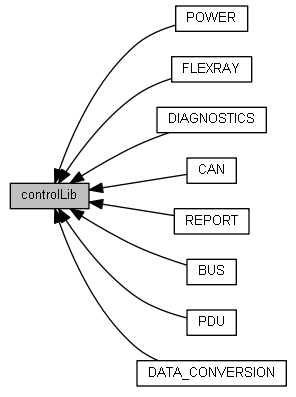 POWER
FLEXRAY
DIAGNOSTICS
CAN
controlLib
REPORT
BUS
PDU
DATA_CONVERSION